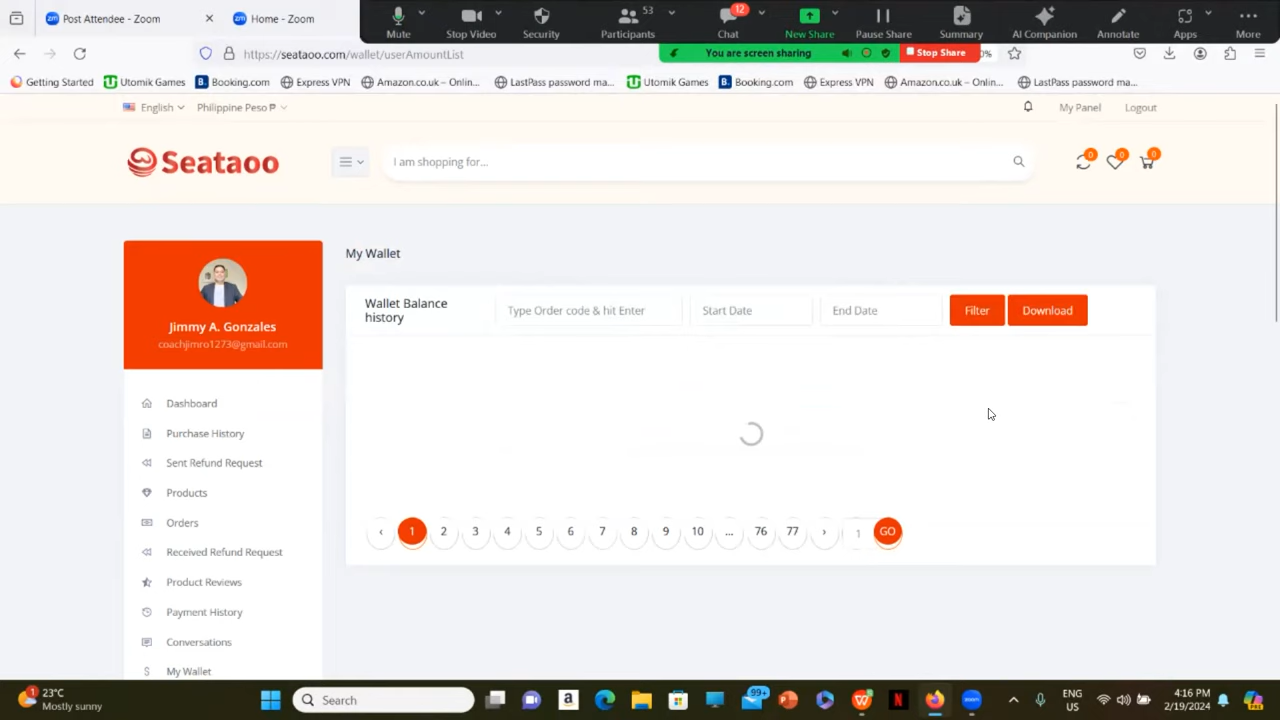 Post Attendee - Zoom
Home - Zoom
53
12
Mute
Stop Video
Security
Participants
Chat
New Share
Pause Share
Summary
AI Companion
Annotate
Apps
More
https://seataoo.com/wallet/userAmountList
You are screen sharing
Stop Share
0%
Getting Started
Utomik Games
Booking.com
Express VPN
Amazon.co.uk – Onlin...
LastPass password ma...
Utomik Games
Booking.com
Express VPN
Amazon.co.uk – Onlin...
LastPass password ma...
English
Philippine Peso ₱
My Panel
Logout
Seataoo
I am shopping for...
0
0
0
Jimmy A. Gonzales
coachjimro1273@gmail.com
Dashboard
Purchase History
Sent Refund Request
Products
Orders
Received Refund Request
Product Reviews
Payment History
Conversations
My Wallet
My Wallet
Wallet Balance
history
Type Order code & hit Enter
Start Date
End Date
Filter
Download
‹ 1 2 3 4 5 6 7 8 9 10 ... 76 77 › 1 GO
1
23°C
Mostly sunny
Search
99+
ENG
US
4:16 PM
2/19/2024